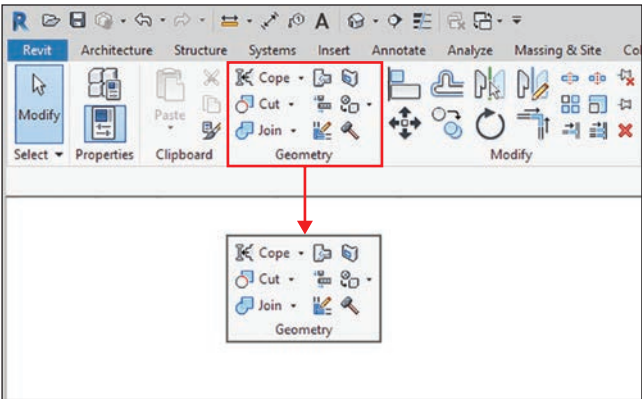 R A
Revit Architecture Structure Systems Insert Annotate Analyze Massing & Site Col
Modify Paste Cope Cut Join
Select Properties Clipboard Geometry Modify
Cope
Cut
Join
Geometry